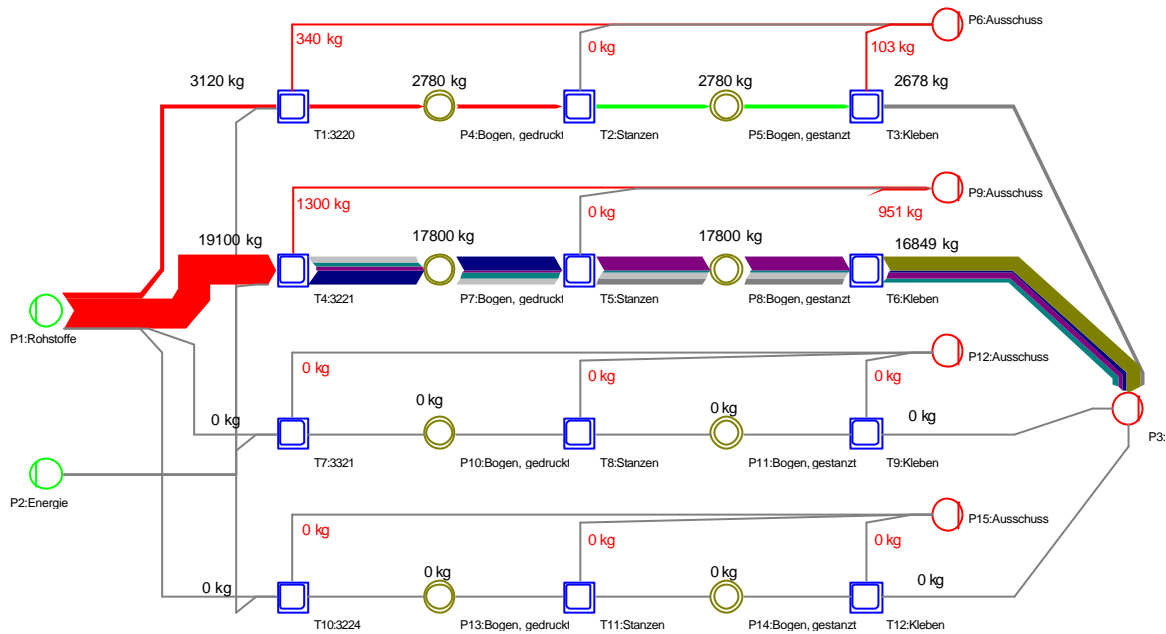 P6:Ausschuss
340 kg
0 kg
103 kg
3120 kg
2780 kg
2780 kg
2678 kg
T1:3220
P4:Bogen, gedruckt
T2:Stanzen
P5:Bogen, gestanzt
T3:Kleben
P9:Ausschuss
1300 kg
0 kg
951 kg
19100 kg
17800 kg
17800 kg
16849 kg
T4:3221
P7:Bogen, gedruckt
T5:Stanzen
P8:Bogen, gestanzt
T6:Kleben
P1:Rohstoffe
P12:Ausschuss
0 kg
0 kg
0 kg
0 kg
0 kg
0 kg
0 kg
P3:
T7:3321
P10:Bogen, gedruckt
T8:Stanzen
P11:Bogen, gestanzt
T9:Kleben
P2:Energie
P15:Ausschuss
0 kg
0 kg
0 kg
0 kg
0 kg
0 kg
0 kg
T10:3224
P13:Bogen, gedruckt
T11:Stanzen
P14:Bogen, gestanzt
T12:Kleben